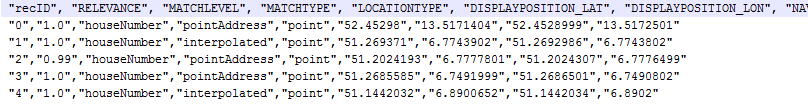 "recID", "RELEVANCE", "MATCHLEVEL", "MATCHTYPE", "LOCATIONTYPE", "DISPLAYPOSITION_LAT", "DISPLAYPOSITION_LON", "NA
"0","1.0","houseNumber","pointAddress","point","52.45298","13.5171404","52.4528999","13.5172501"
"1","1.0","houseNumber","interpolated","point","51.269371","6.7743902","51.2692986","6.7743802"
"2","0.99","houseNumber","pointAddress","point","51.2024193","6.7777801","51.2024307","6.7776499"
"3","1.0","houseNumber","pointAddress","point","51.2685585","6.7491999","51.2686501","6.7490802"
"4","1.0","houseNumber","interpolated","point","51.1442032","6.8900652","51.1442034","6.8902"